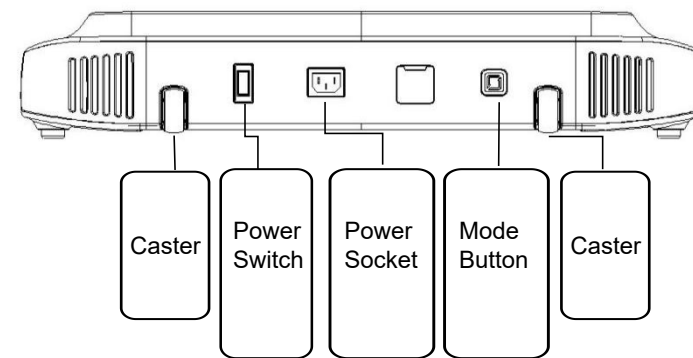 Caster
Power
Switch
Power
Socket
Mode
Button
Caster